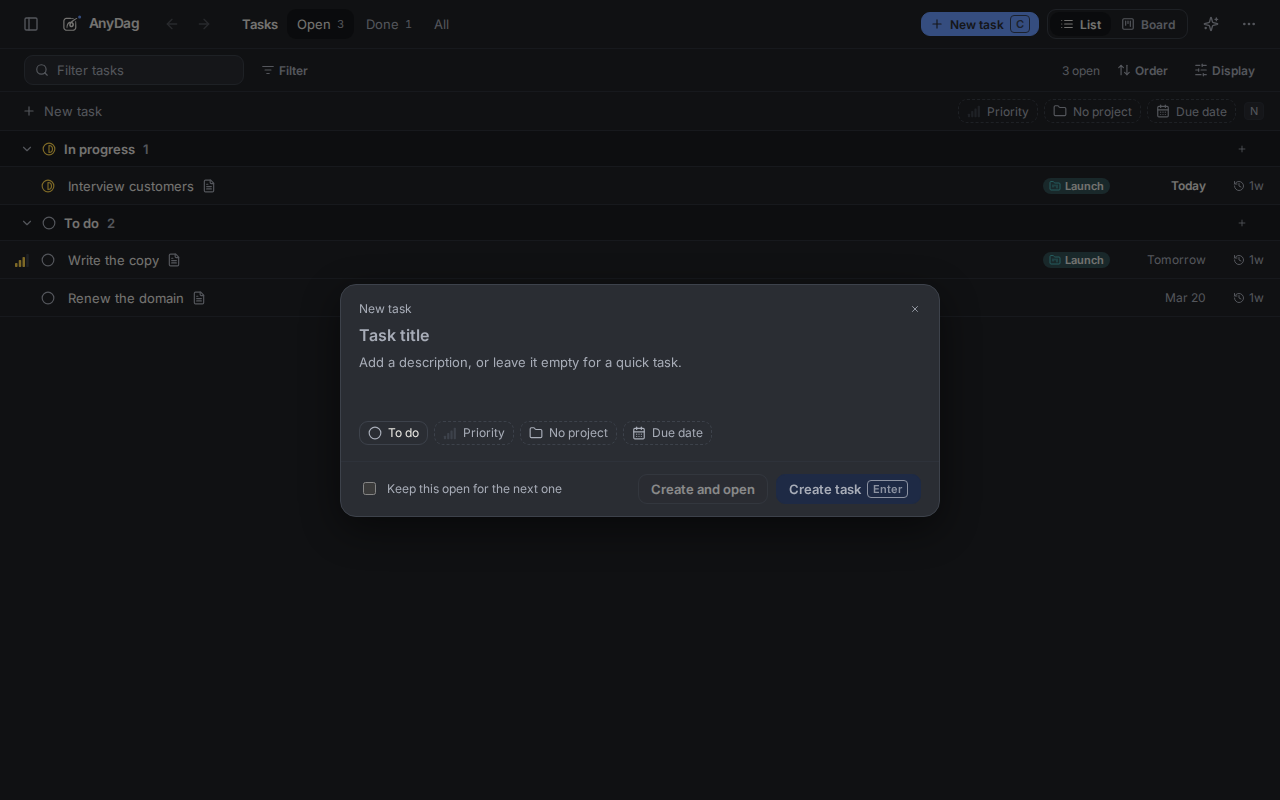 AnyDag
Tasks Open 3 Done 1 All
New task C List Board
Filter tasks Filter 3 open Order Display
New task Priority No project Due date N
In progress 1
Interview customers Launch Today 1w
To do 2
Write the copy Launch Tomorrow 1w
Renew the domain Mar 20 1w
New task
Task title
Add a description, or leave it empty for a quick task.
To do Priority No project Due date
Keep this open for the next one Create and open Create task Enter